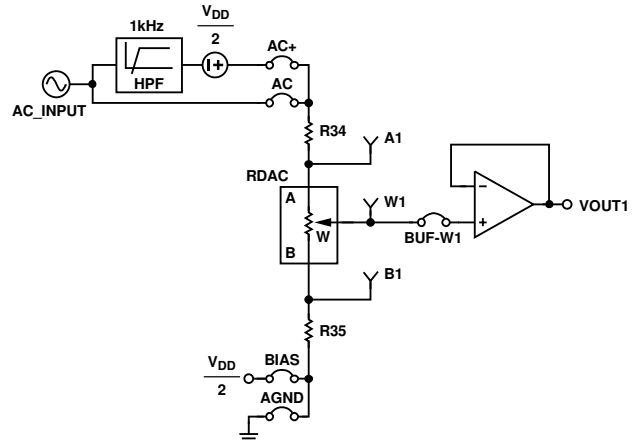 1kHz
HPF
VDD
2
AC+
AC
AC_INPUT
R34
A1
RDAC
A
W
B
W1
BUF-W1
–
+
VOUT1
B1
R35
VDD
2
BIAS
AGND